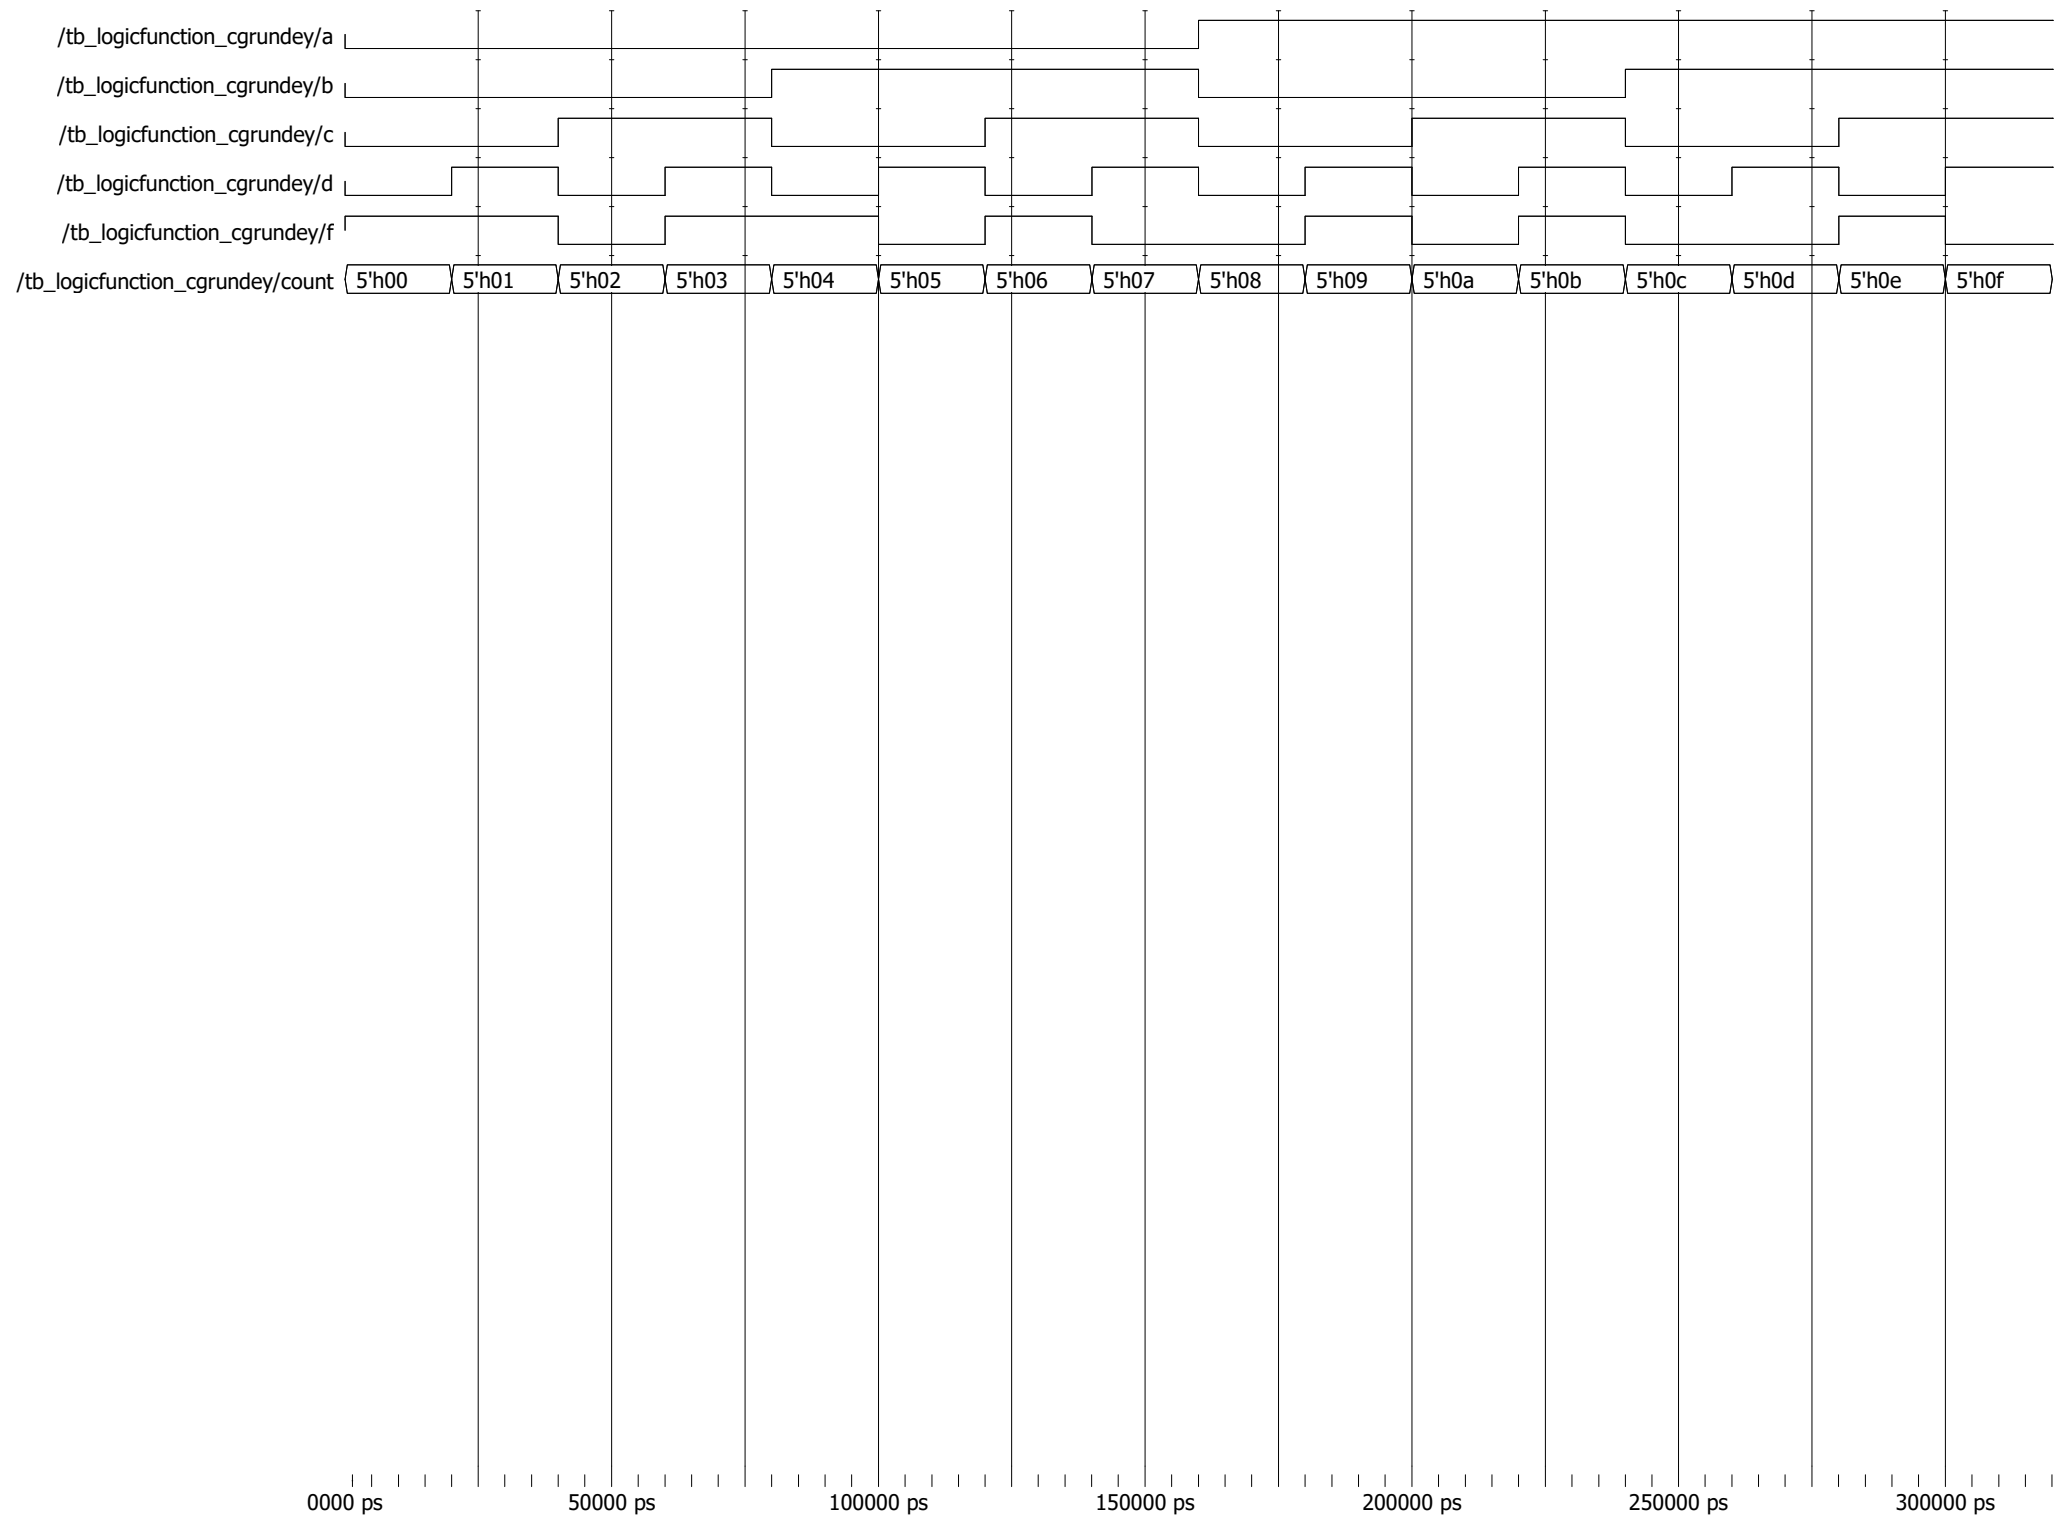 /tb_logicfunction_cgrundey/a
/tb_logicfunction_cgrundey/b
/tb_logicfunction_cgrundey/c
/tb_logicfunction_cgrundey/d
/tb_logicfunction_cgrundey/f
/tb_logicfunction_cgrundey/count 5'h00 5'h01 5'h02 5'h03 5'h04 5'h05 5'h06 5'h07 5'h08 5'h09 5'h0a 5'h0b 5'h0c 5'h0d 5'h0e 5'h0f
0000 ps 50000 ps 100000 ps 150000 ps 200000 ps 250000 ps 300000 ps